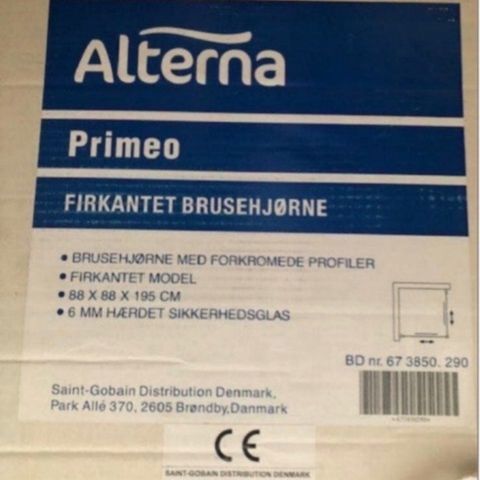 Alterna
Primeo
FIRKANTET BRUSEHJØRNE
• BRUSEHJØRNE MED FORKROMEDE PROFILER
• FIRKANTET MODEL
• 88 X 88 X 195 CM
• 6 MM HÆRDET SIKKERHEDSGLAS
BD nr. 67 3850. 290
Saint-Gobain Distribution Denmark,
Park Allé 370, 2605 Brøndby,Danmark
CE
SAINT-GOBAIN DISTRIBUTION DENMARK